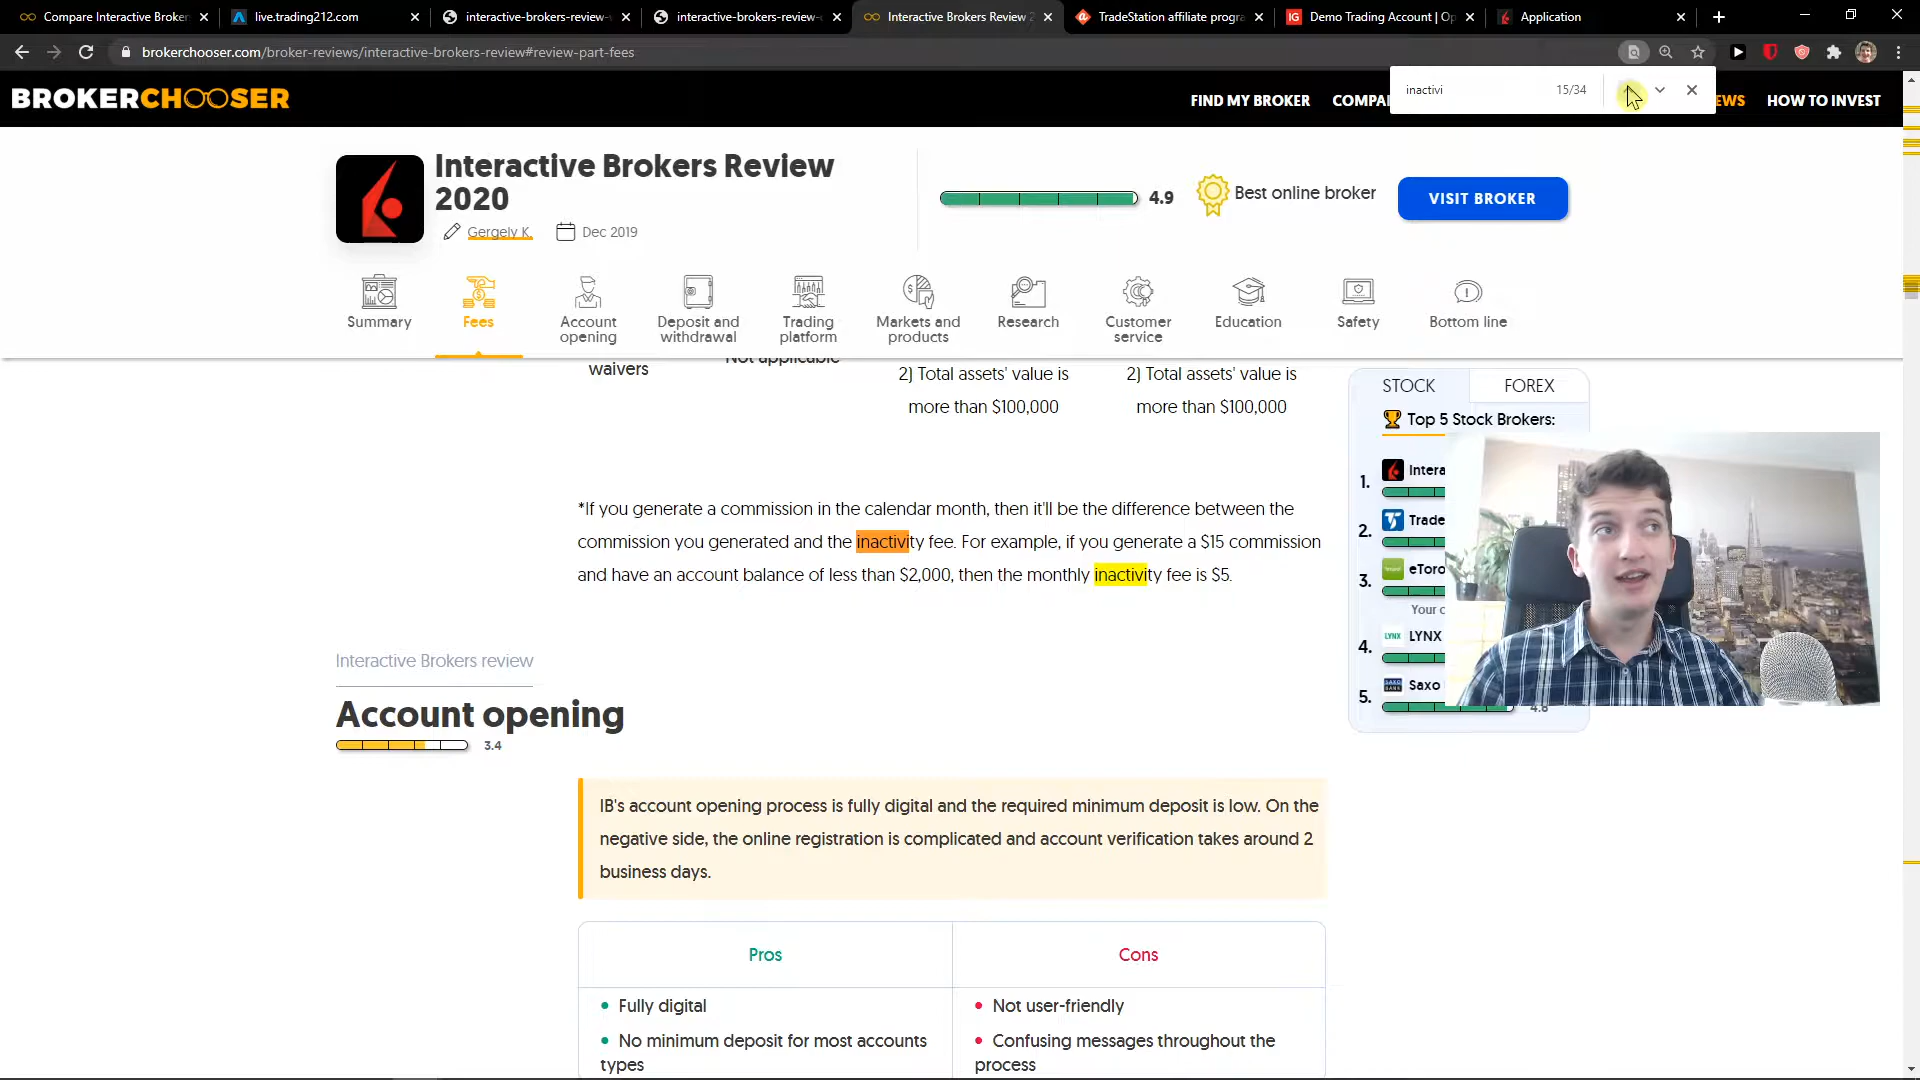 Compare Interactive Broker
live.trading212.com
interactive-brokers-review-
interactive-brokers-review-
Interactive Brokers Review 2
TradeStation affiliate progra
Demo Trading Account | Op
Application
brokerchooser.com/broker-reviews/interactive-brokers-review#review-part-fees
inactivi
15/34
BROKERCHOOSER
FIND MY BROKER
COMPA
EWS
HOW TO INVEST
Interactive Brokers Review
2020
Gergely K.
Dec 2019
4.9
Best online broker
VISIT BROKER
Summary
Fees
Account
opening
Deposit and
withdrawal
Trading
platform
Markets and
products
Research
Customer
service
Education
Safety
Bottom line
waivers
Not applicable
2) Total assets' value is
more than $100,000
2) Total assets' value is
more than $100,000
*If you generate a commission in the calendar month, then it'll be the difference between the
commission you generated and the inactivity fee. For example, if you generate a $15 commission
and have an account balance of less than $2,000, then the monthly inactivity fee is $5.
STOCK
FOREX
Top 5 Stock Brokers:
1.
Intera
2.
Trade
3.
eToro
Your c
4.
LYNX
LYNX
5.
SAXO
BANK
Saxo
4.8
Interactive Brokers review
Account opening
3.4
IB's account opening process is fully digital and the required minimum deposit is low. On the
negative side, the online registration is complicated and account verification takes around 2
business days.
Pros
Cons
• Fully digital
• No minimum deposit for most accounts
types
• Not user-friendly
• Confusing messages throughout the
process